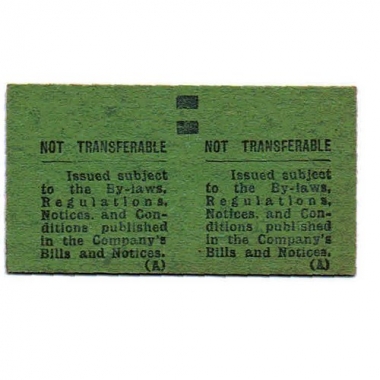 NOT TRANSFERABLE
Issued subject
to the By-laws,
Regulations,
Notices. and Con-
ditions published
in the Company's
Bills and Notices.
(A)
NOT TRANSFERABLE
Issued subject
to the By-laws,
Regulations,
Notices. and Con-
ditions published
in the Company's
Bills and Notices.
(A)